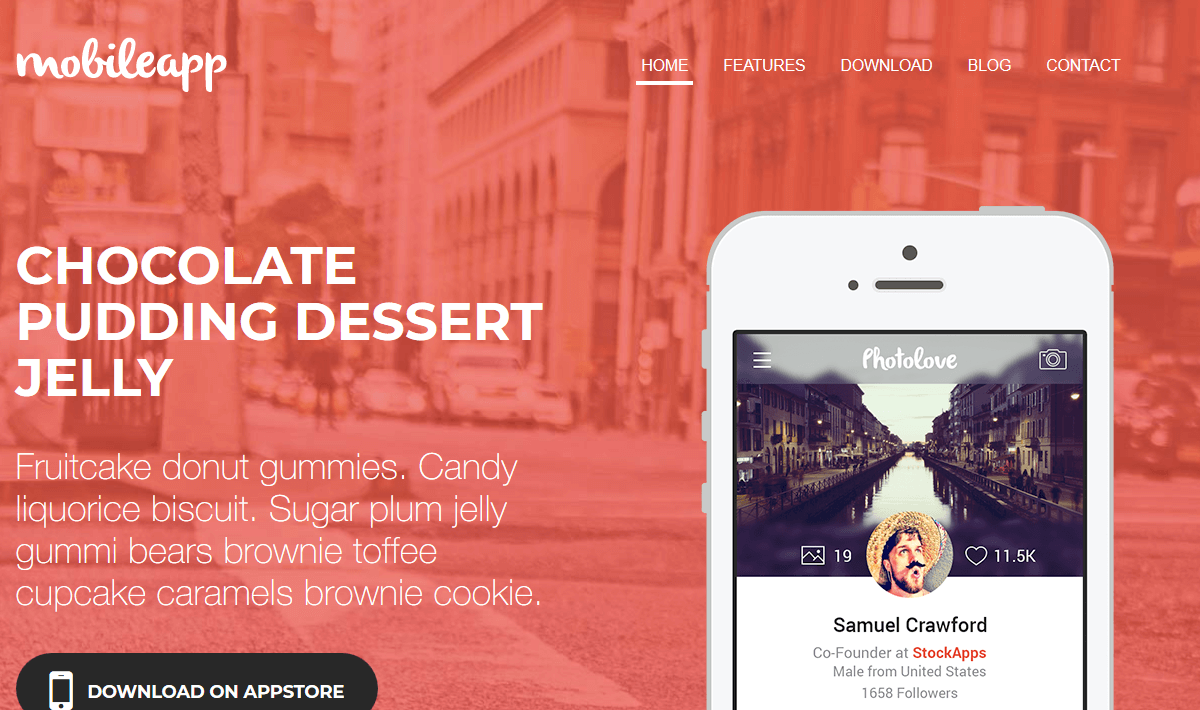 mobileapp
HOME FEATURES DOWNLOAD BLOG CONTACT
CHOCOLATE
PUDDING DESSERT
JELLY
Fruitcake donut gummies. Candy
liquorice biscuit. Sugar plum jelly
gummi bears brownie toffee
cupcake caramels brownie cookie.
DOWNLOAD ON APPSTORE
Photolove
19
11.5K
Samuel Crawford
Co-Founder at StockApps
Male from United States
1658 Followers